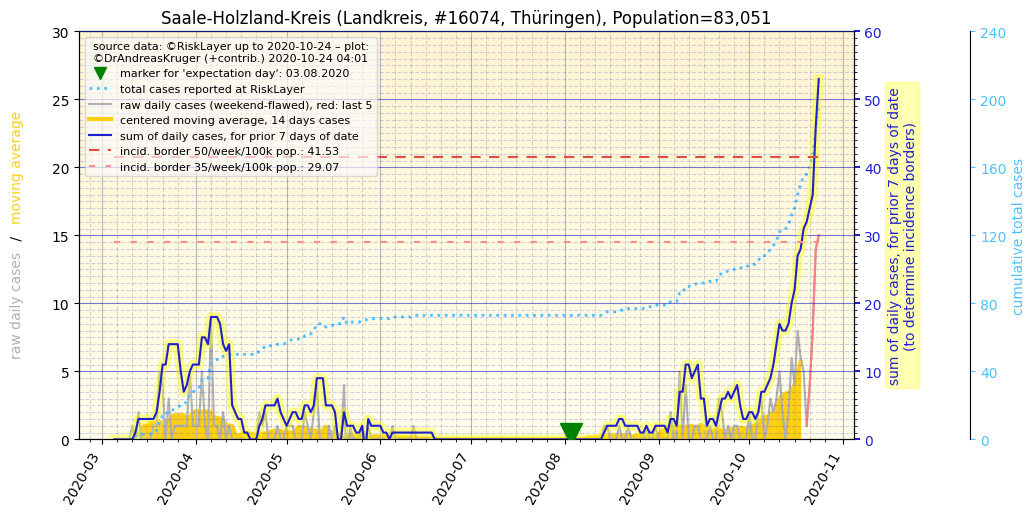 Saale-Holzland-Kreis (Landkreis, #16074, Thüringen), Population=83,051
source data: ©RiskLayer up to 2020-10-24 – plot:
©DrAndreasKruger (+contrib.) 2020-10-24 04:01
marker for 'expectation day': 03.08.2020
total cases reported at RiskLayer
raw daily cases (weekend-flawed), red: last 5
centered moving average, 14 days cases
sum of daily cases, for prior 7 days of date
incid. border 50/week/100k pop.: 41.53
incid. border 35/week/100k pop.: 29.07
raw daily cases / moving average
30
25
20
15
10
5
0
2020-03
2020-04
2020-05
2020-06
2020-07
2020-08
2020-09
2020-10
2020-11
60
50
40
30
20
10
0
sum of daily cases, for prior 7 days of date
(to determine incidence borders)
240
200
160
120
80
40
0
cumulative total cases